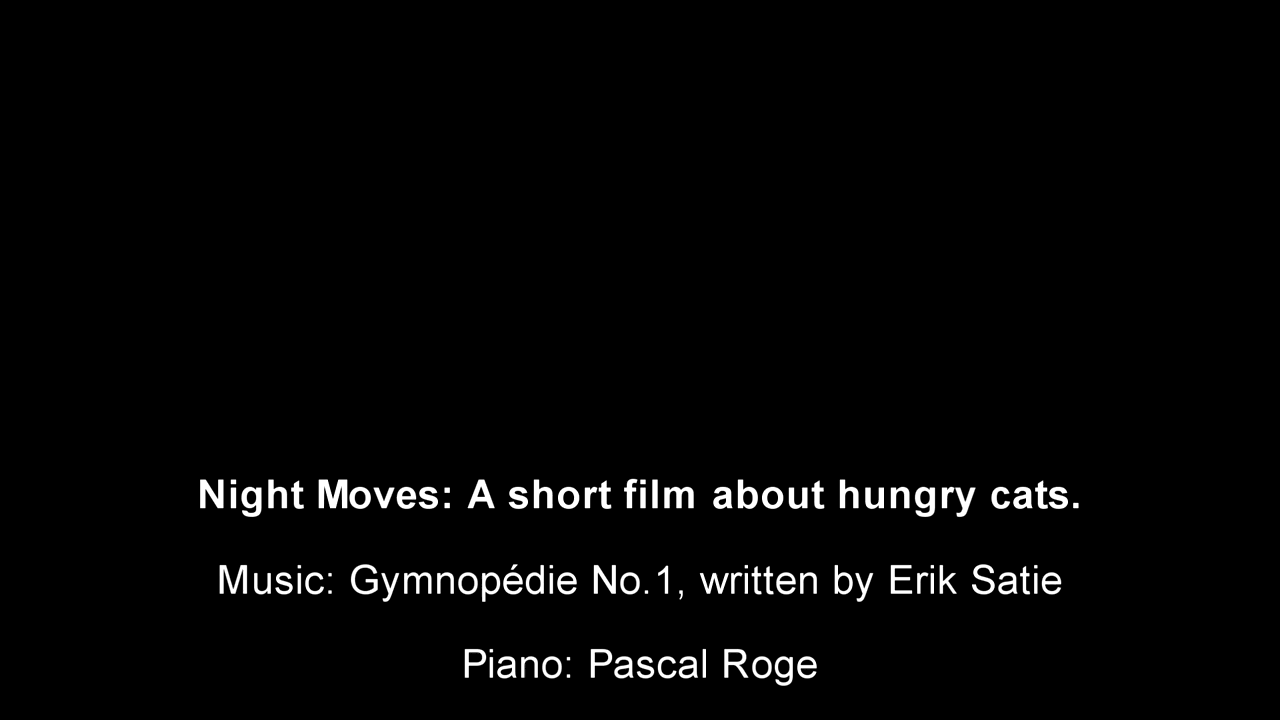 Night Moves: A short film about hungry cats.
Music: Gymnopédie No.1, written by Erik Satie
Piano: Pascal Roge